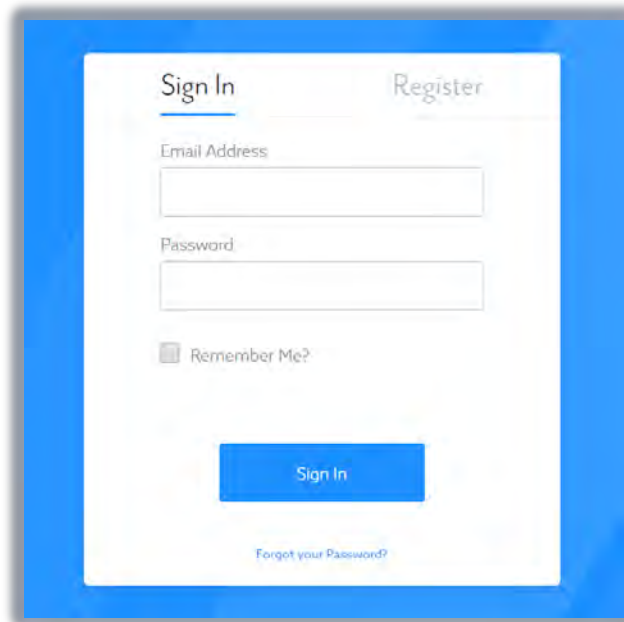 Sign In Register
Email Address
Password
Remember Me?
Sign In
Forgot your Password?